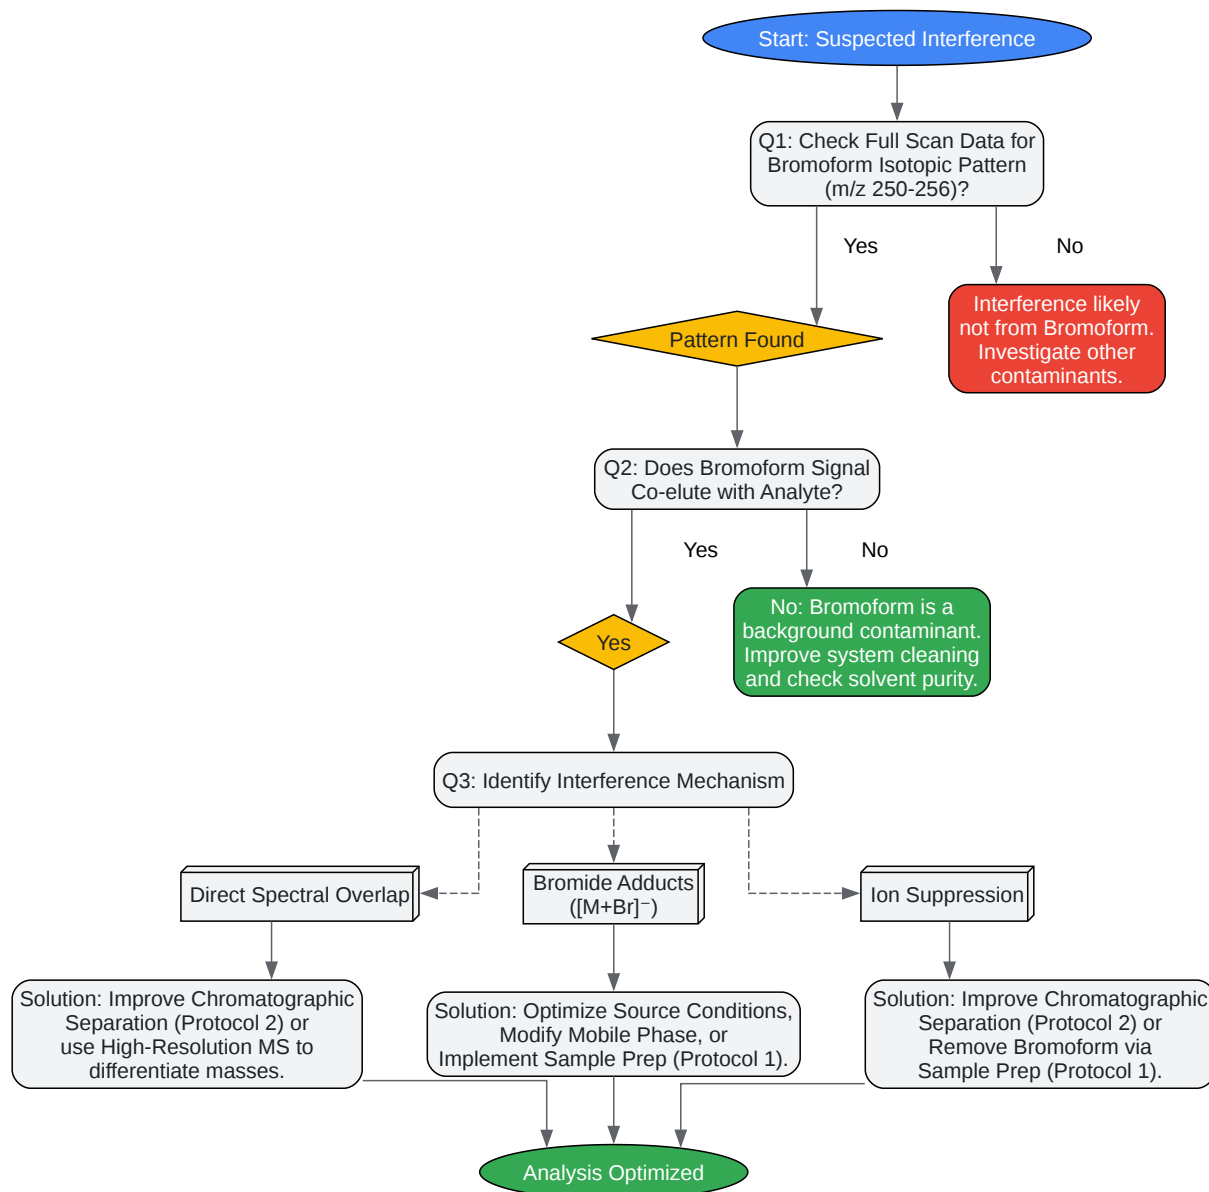 Start: Suspected Interference
Q1: Check Full Scan Data for
Bromoform Isotopic Pattern
(m/z 250-256)?
Yes
No
Interference likely
not from Bromoform.
Investigate other
contaminants.
Pattern Found
Q2: Does Bromoform Signal
Co-elute with Analyte?
Yes
No
No: Bromoform is a
background contaminant.
Improve system cleaning
and check solvent purity.
Yes
Q3: Identify Interference Mechanism
Direct Spectral Overlap
Bromide Adducts
([M+Br]⁻)
Ion Suppression
Solution: Improve Chromatographic
Separation (Protocol 2) or
use High-Resolution MS to
differentiate masses.
Solution: Optimize Source Conditions,
Modify Mobile Phase, or
Implement Sample Prep (Protocol 1).
Solution: Improve Chromatographic
Separation (Protocol 2) or
Remove Bromoform via
Sample Prep (Protocol 1).
Analysis Optimized